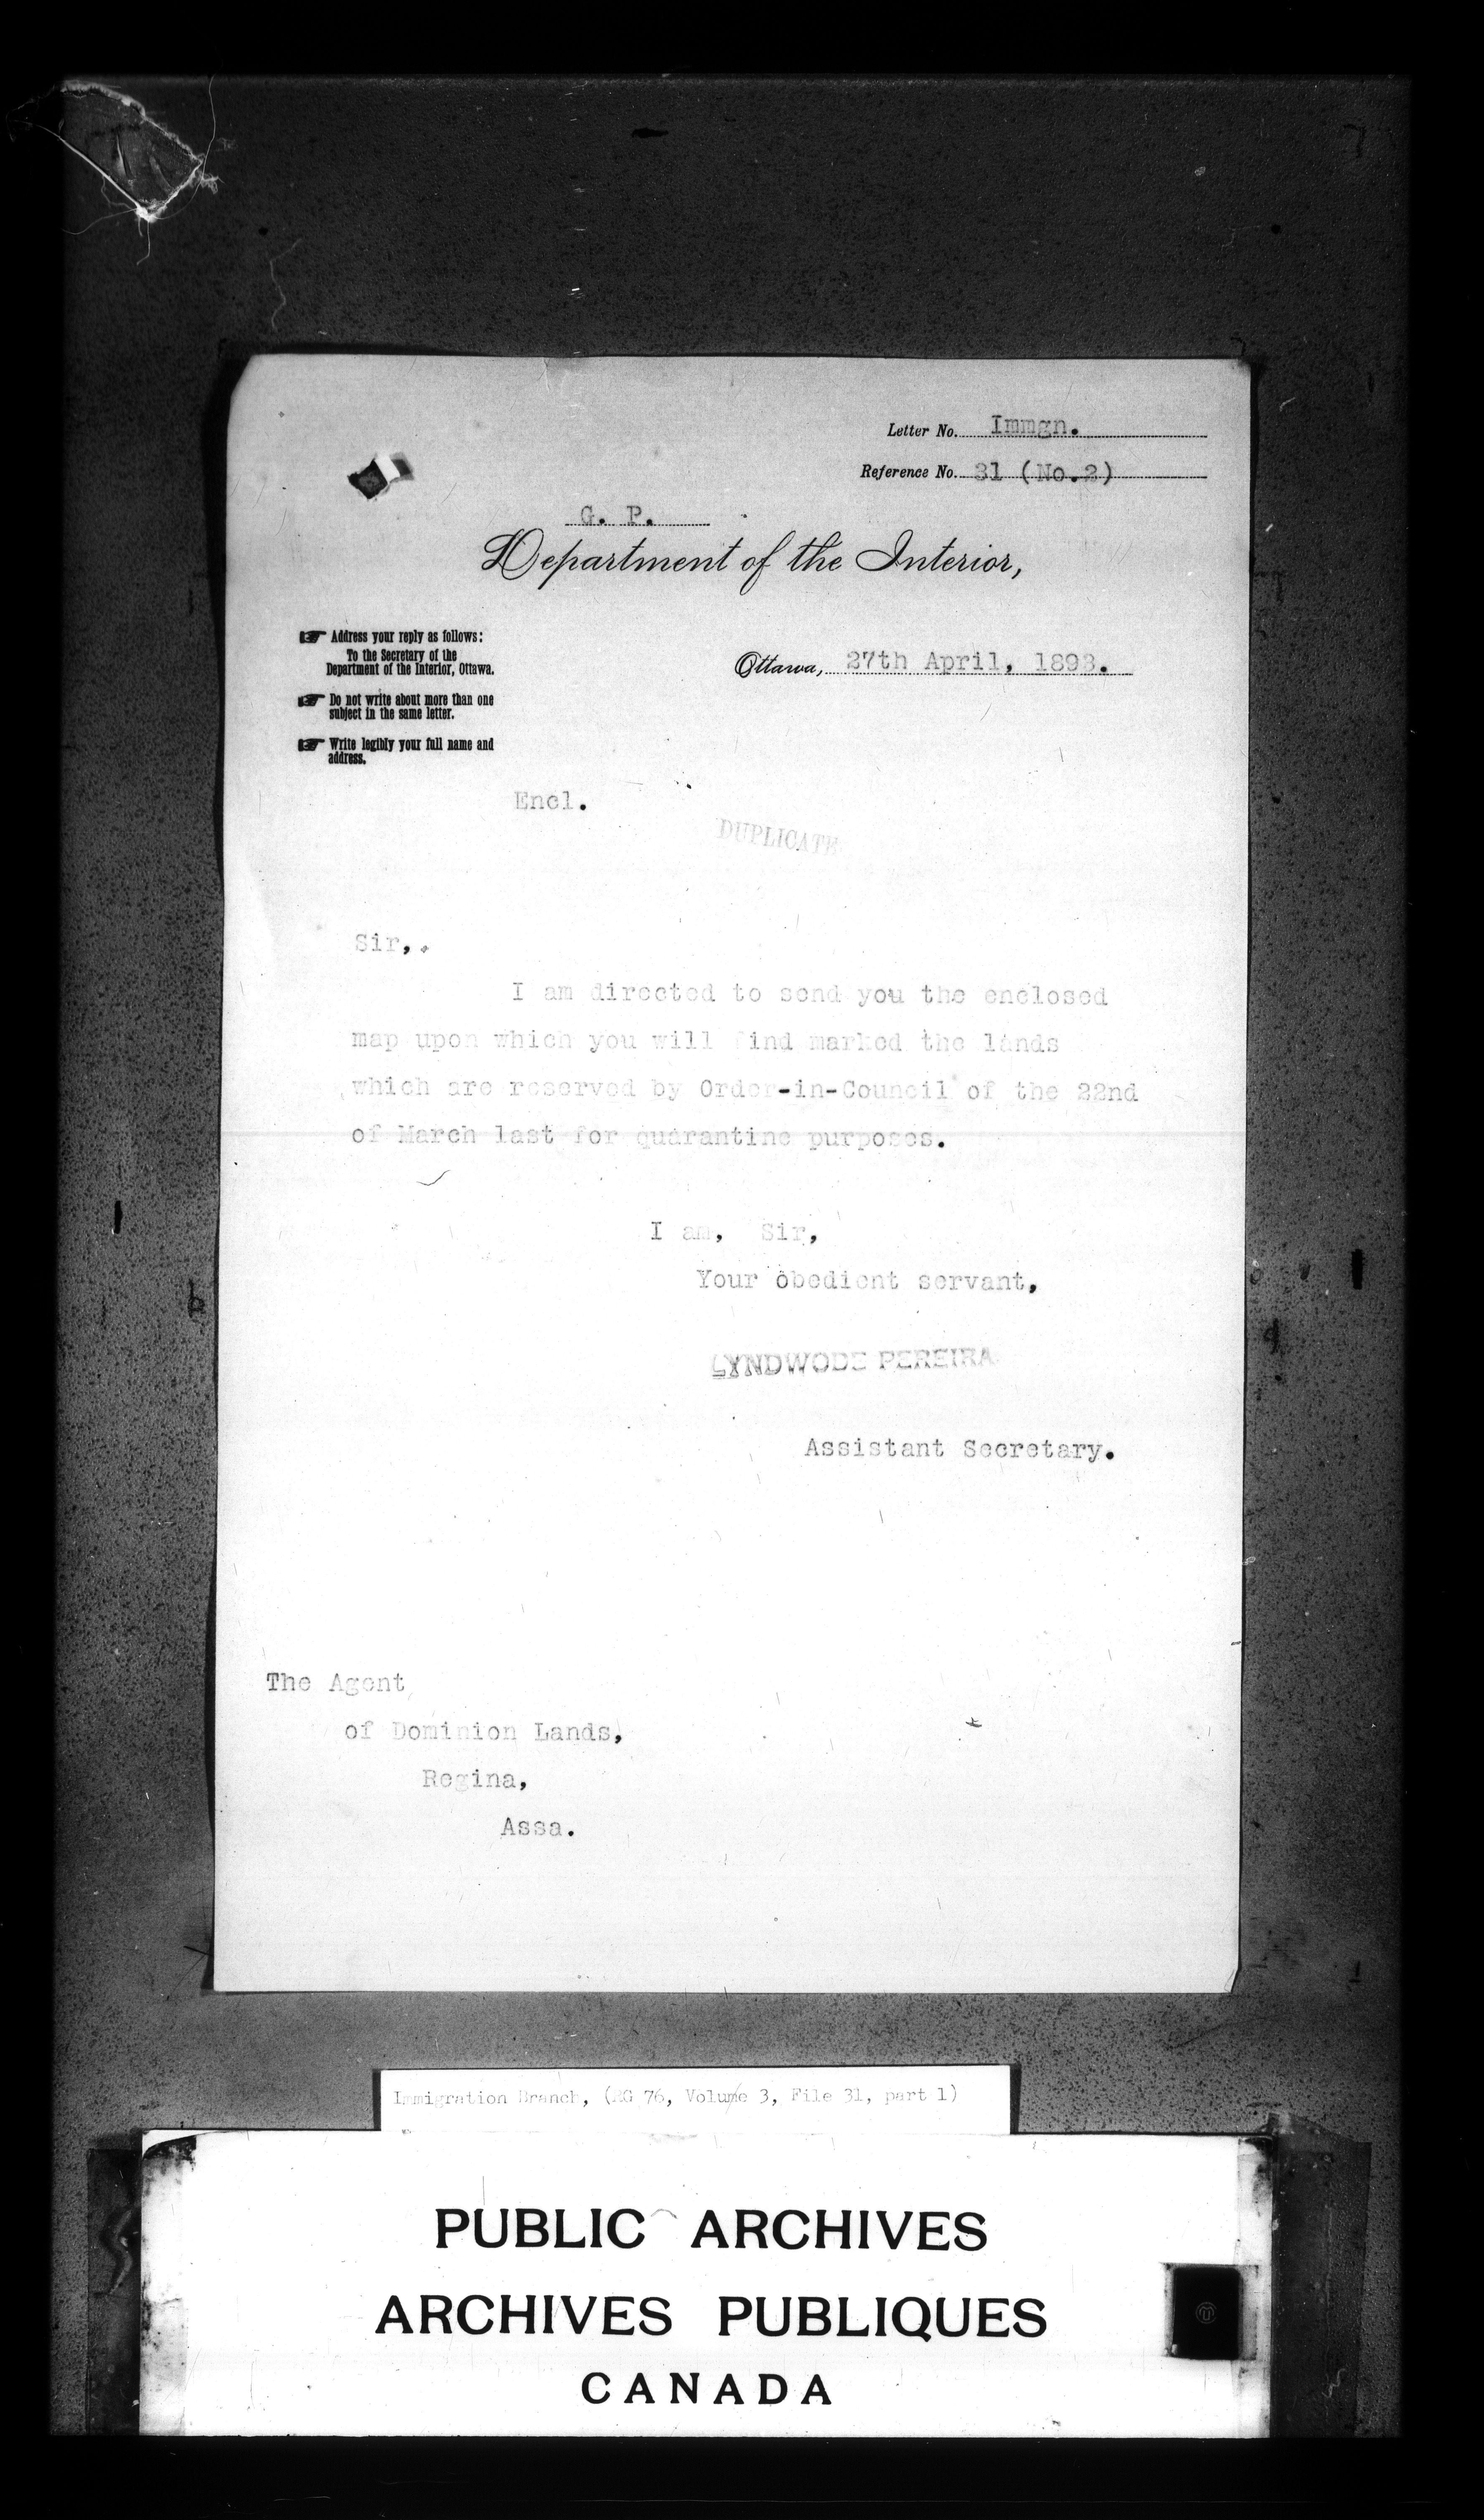 Letter No. Immgn.
Reference No. 31 (No.2)
G. P.
Department of the Interior,
Address your reply as follows:
To the Secretary of the
Department of the Interior, Ottawa.
Ottawa, 27th April, 1893.
Do not write about more than one
subject in the same letter.
Write legibly your full name and
address.
Encl.
DUPLICATE
Sir,.
I am directed to send you the enclosed
map upon which you will find marked the lands
which are reserved by Order-in-Council of the 22nd
of March last for quarantine purposes.
I am, Sir,
Your obedient servant,
LYNDWODE PEREIRA
Assistant Secretary.
The Agent
of Dominion Lands,
Regina,
Assa.
Immigration Branch, (RG 76, Volume 3, File 31, part 1)
PUBLIC ARCHIVES
ARCHIVES PUBLIQUES
CANADA